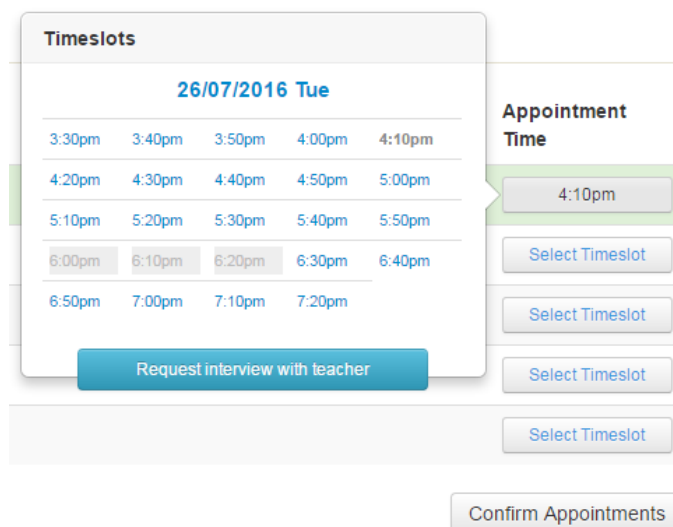 Timeslots
26/07/2016 Tue
3:30pm 3:40pm 3:50pm 4:00pm 4:10pm
4:20pm 4:30pm 4:40pm 4:50pm 5:00pm
5:10pm 5:20pm 5:30pm 5:40pm 5:50pm
6:00pm 6:10pm 6:20pm 6:30pm 6:40pm
6:50pm 7:00pm 7:10pm 7:20pm
Request interview with teacher
Appointment
Time
4:10pm
Select Timeslot
Select Timeslot
Select Timeslot
Select Timeslot
Confirm Appointments